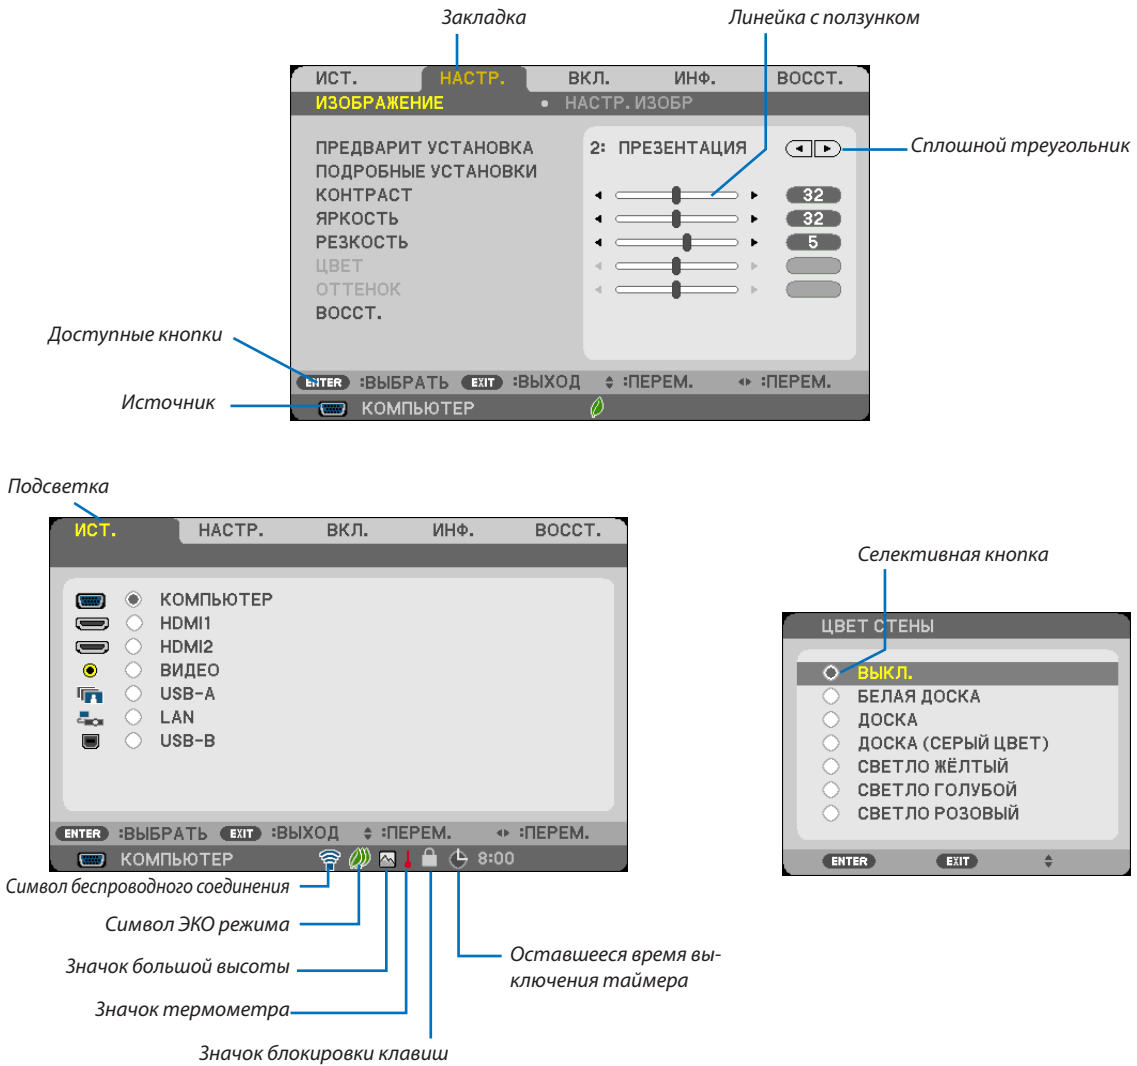 Закладка
Линейка с ползунком
ИСТ. НАСТР. ВКЛ. ИНФ. ВОССТ.
ИЗОБРАЖЕНИЕ • НАСТР. ИЗОБР
ПРЕДВАРИТ УСТАНОВКА 2: ПРЕЗЕНТАЦИЯ
Сплошной треугольник
ПОДРОБНЫЕ УСТАНОВКИ
КОНТРАСТ 32
ЯРКОСТЬ 32
РЕЗКОСТЬ 5
ЦВЕТ
ОТТЕНОК
ВОССТ.
Доступные кнопки
ENTER :ВЫБРАТЬ EXIT :ВЫХОД :ПЕРЕМ. :ПЕРЕМ.
Источник
КОМПЬЮТЕР
Подсветка
ИСТ. НАСТР. ВКЛ. ИНФ. ВОССТ.
КОМПЬЮТЕР
HDMI1
HDMI2
ВИДЕО
USB-A
LAN
USB-B
ENTER :ВЫБРАТЬ EXIT :ВЫХОД :ПЕРЕМ. :ПЕРЕМ.
КОМПЬЮТЕР 8:00
Селективная кнопка
ЦВЕТ СТЕНЫ
ВЫКЛ.
БЕЛАЯ ДОСКА
ДОСКА
ДОСКА (СЕРЫЙ ЦВЕТ)
СВЕТЛО ЖЁЛТЫЙ
СВЕТЛО ГОЛУБОЙ
СВЕТЛО РОЗОВЫЙ
ENTER EXIT
Символ беспроводного соединения
Символ ЭКО режима
Значок большой высоты
Значок термометра
Значок блокировки клавиш
Оставшееся время вы-
ключения таймера